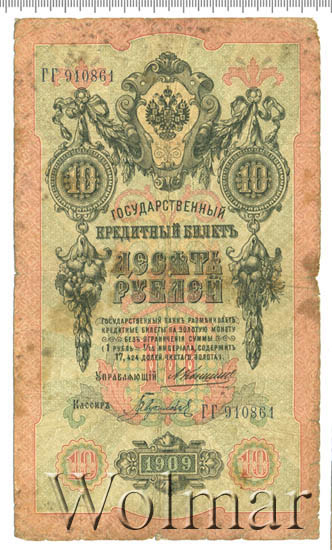 ГГ 910861
10 10
ГОСУДАРСТВЕННЫЙ
КРЕДИТНЫЙ БИЛЕТЪ
ДЕСЯТЬ
РУБЛЕЙ
ГОСУДАРСТВЕННЫЙ БАНКЪ РАЗМѢНИВАЕТЪ
КРЕДИТНЫЕ БИЛЕТЫ НА ЗОЛОТУЮ МОНЕТУ
БЕЗЪ ОГРАНИЧЕНІЯ СУММЫ
(1 РУБЛЬ = 1/15 ИМПЕРІАЛА, СОДЕРЖИТЪ
17,424 ДОЛЕЙ ЧИСТАГО ЗОЛОТА).
УПРАВЛЯЮЩІЙ
КАССИРЪ ГГ 910861
10 1909 10
Wolmar